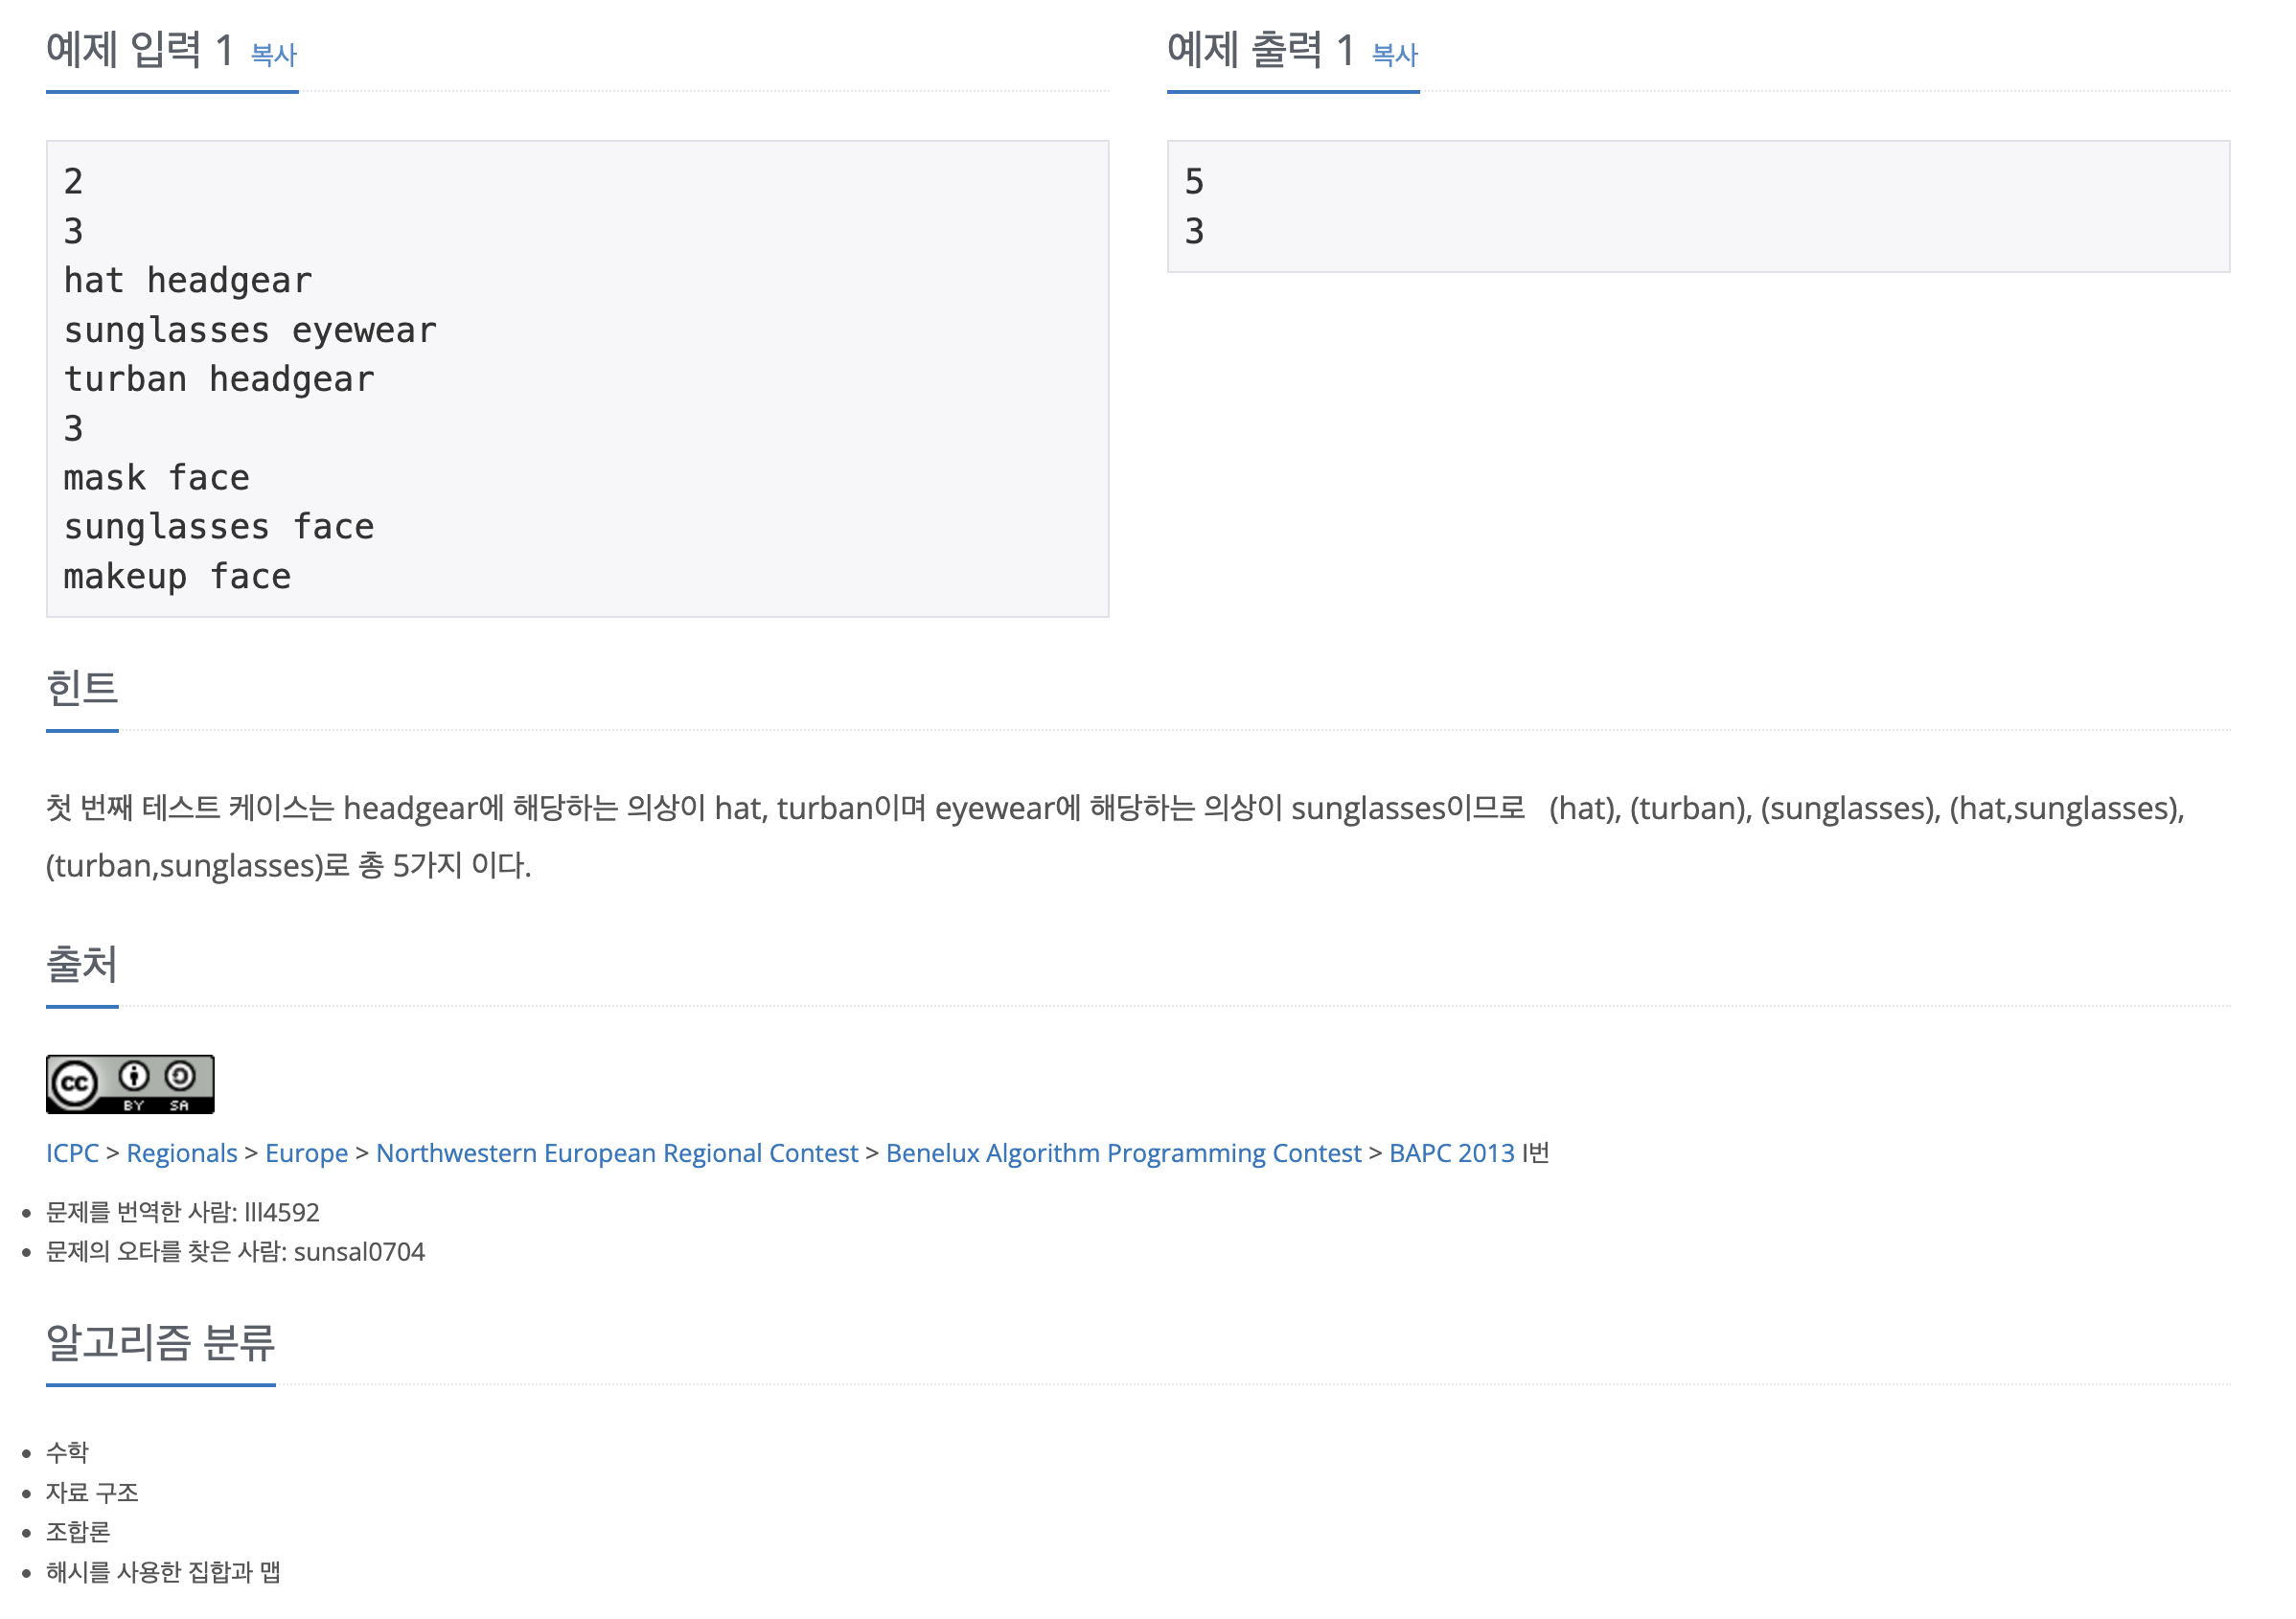 예제 입력 1 복사
2
3
hat headgear
sunglasses eyewear
turban headgear
3
mask face
sunglasses face
makeup face
예제 출력 1 복사
5
3
힌트
첫 번째 테스트 케이스는 headgear에 해당하는 의상이 hat, turban이며 eyewear에 해당하는 의상이 sunglasses이므로   (hat), (turban), (sunglasses), (hat,sunglasses),
(turban,sunglasses)로 총 5가지 이다.
출처
CC BY SA
ICPC > Regionals > Europe > Northwestern European Regional Contest > Benelux Algorithm Programming Contest > BAPC 2013 I번
문제를 번역한 사람: lll4592
문제의 오타를 찾은 사람: sunsal0704
알고리즘 분류
수학
자료 구조
조합론
해시를 사용한 집합과 맵